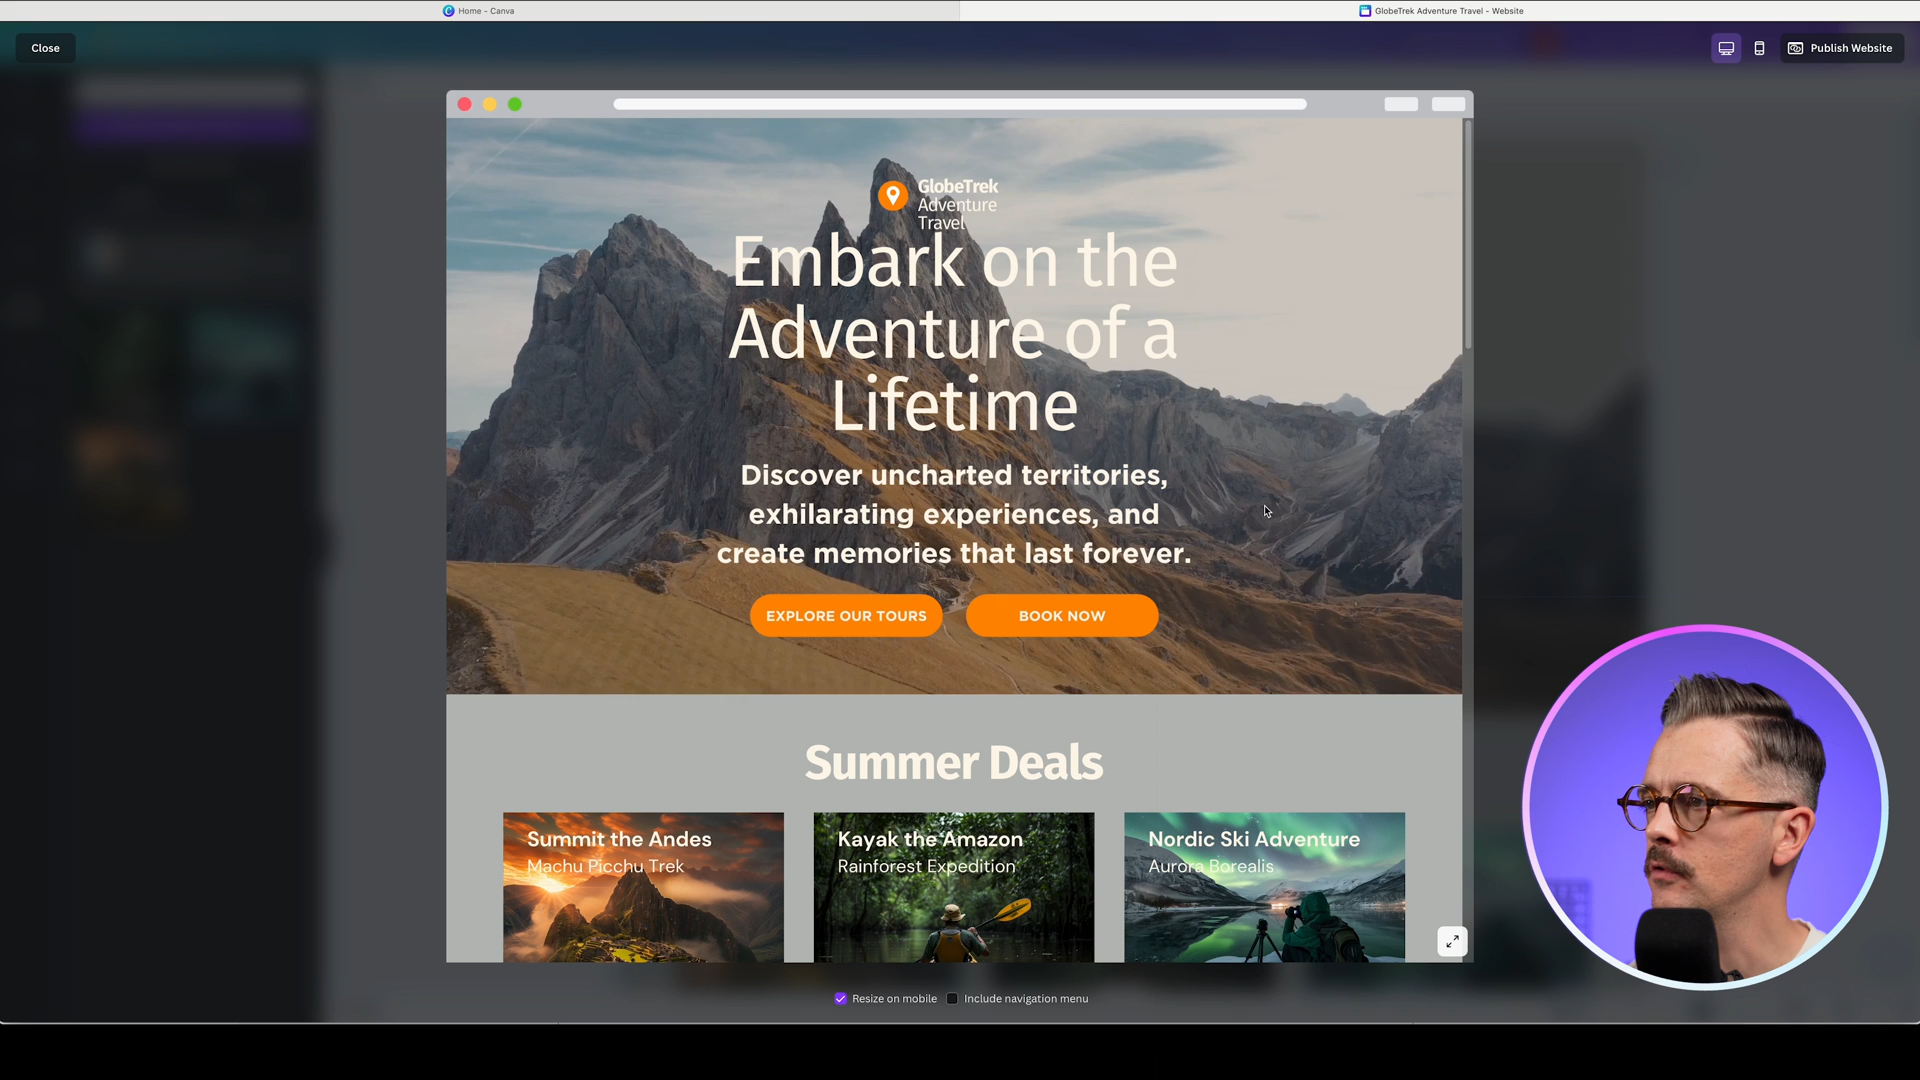 Home - Canva
GlobeTrek Adventure Travel - Website
Close
Publish Website
GlobeTrek
Adventure
Travel
Embark on the
Adventure of a
Lifetime
Discover uncharted territories,
exhilarating experiences, and
create memories that last forever.
EXPLORE OUR TOURS
BOOK NOW
Summer Deals
Summit the Andes
Machu Picchu Trek
Kayak the Amazon
Rainforest Expedition
Nordic Ski Adventure
Aurora Borealis
Resize on mobile
Include navigation menu